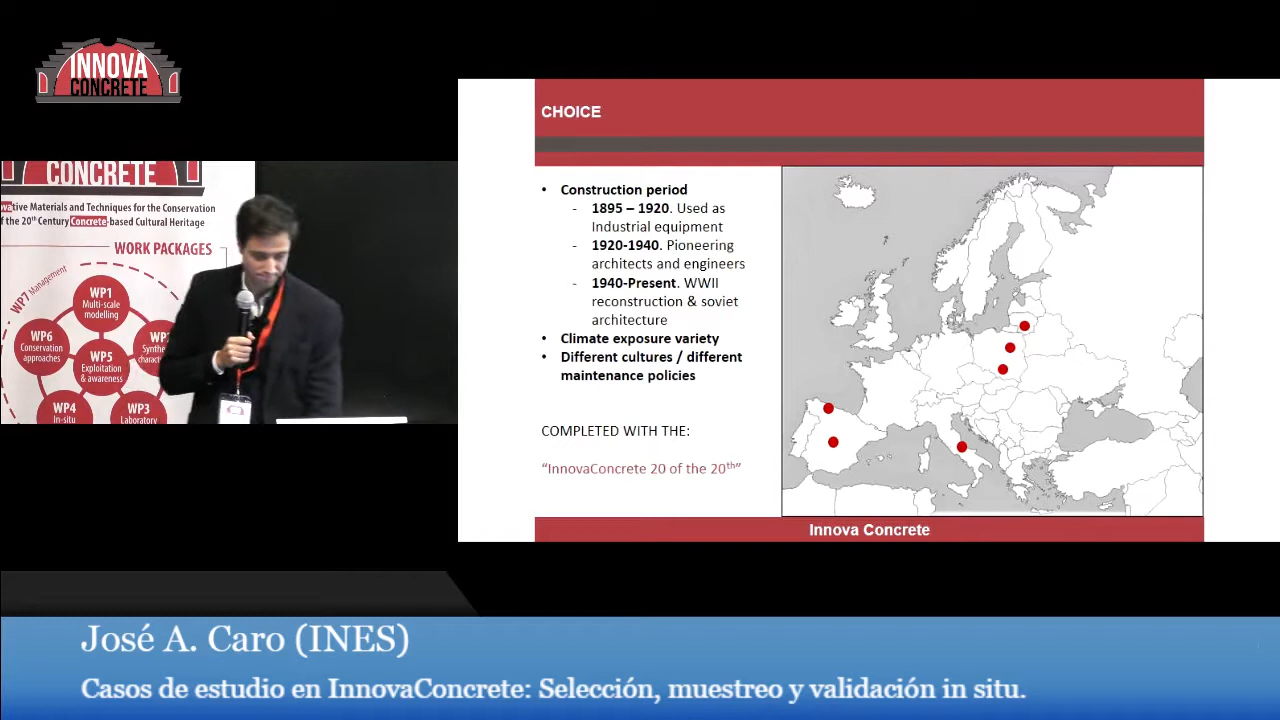 INNOVA
CONCRETE
CONCRETE
vative Materials and Techniques for the Conservation
of the 20th Century Concrete-based Cultural Heritage
WORK PACKAGES
WP7 Management
WP1
Multi-scale
modelling
WP6
Conservation
approaches
WP5
Exploitation
& awareness
WP4
In-situ
WP3
Laboratory
CHOICE
• Construction period
- 1895 – 1920. Used as
Industrial equipment
- 1920-1940. Pioneering
architects and engineers
- 1940-Present. WWII
reconstruction & soviet
architecture
• Climate exposure variety
• Different cultures / different
maintenance policies
COMPLETED WITH THE:
“InnovaConcrete 20 of the 20th”
Innova Concrete
José A. Caro (INES)
Casos de estudio en InnovaConcrete: Selección, muestreo y validación in situ.